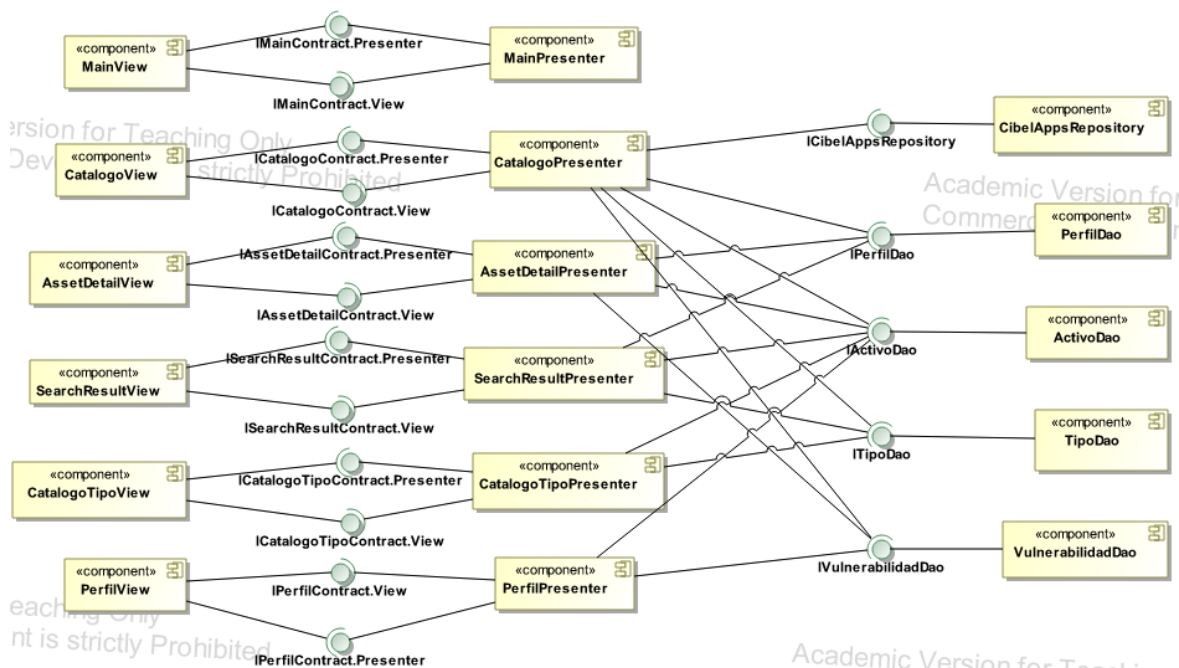 «component»
MainView
IMainContract.Presenter
IMainContract.View
«component»
MainPresenter
«component»
CatalogoView
ICatalogoContract.Presenter
ICatalogoContract.View
«component»
CatalogoPresenter
ICibelAppsRepository
«component»
CibelAppsRepository
«component»
AssetDetailView
IAssetDetailContract.Presenter
IAssetDetailContract.View
«component»
AssetDetailPresenter
IPerfilDao
«component»
PerfilDao
«component»
SearchResultView
ISearchResultContract.Presenter
ISearchResultContract.View
«component»
SearchResultPresenter
IActivoDao
«component»
ActivoDao
«component»
CatalogoTipoView
ICatalogoTipoContract.Presenter
ICatalogoTipoContract.View
«component»
CatalogoTipoPresenter
ITipoDao
«component»
TipoDao
«component»
PerfilView
IPerfilContract.View
IPerfilContract.Presenter
«component»
PerfilPresenter
IVulnerabilidadDao
«component»
VulnerabilidadDao
ersion for Teaching Only
Dev strictly Prohibited
Academic Version for
Commerc
eaching Only
nt is strictly Prohibited
Academic Version for Teachi